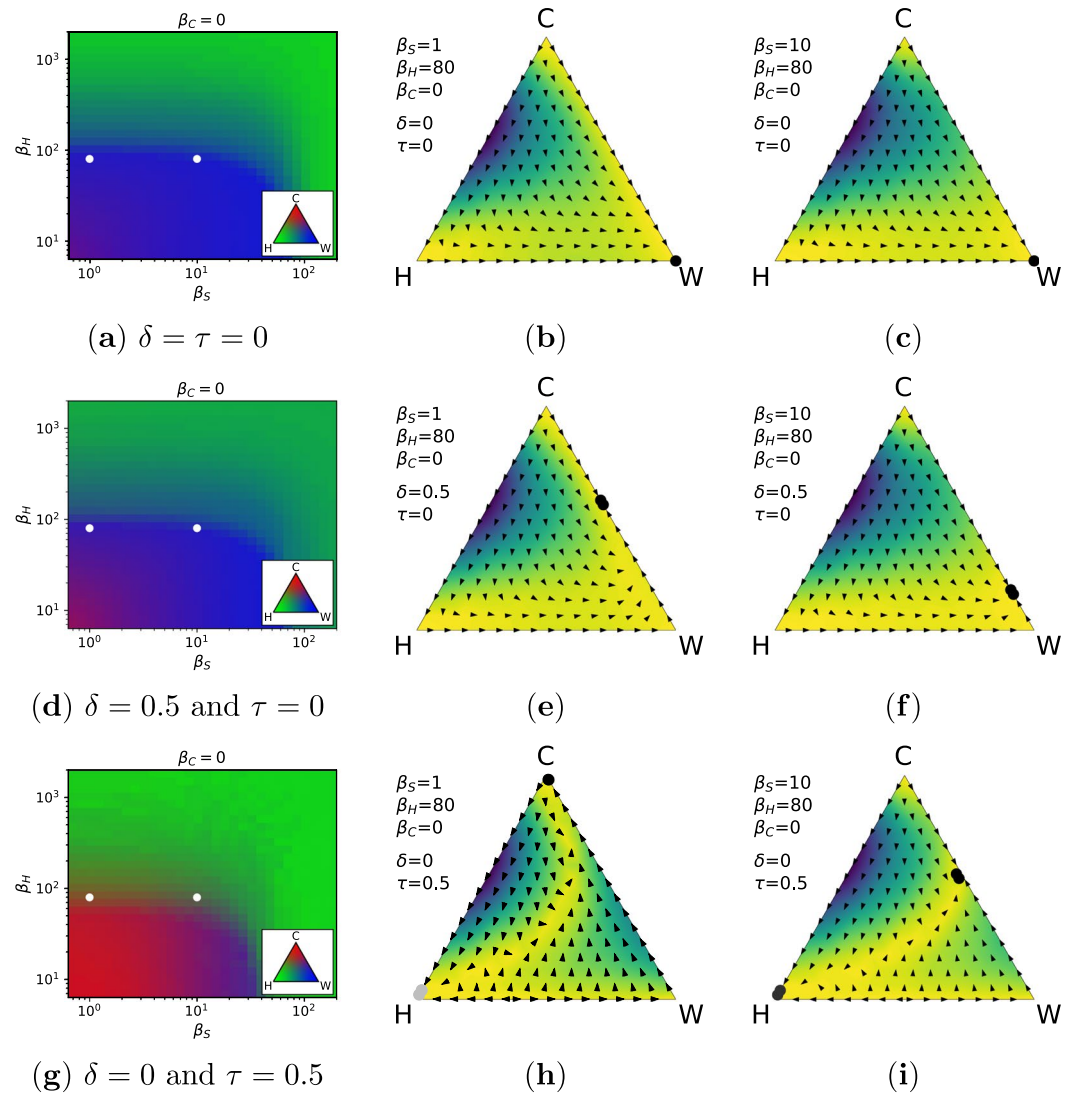 β_C = 0
10³
10²
10¹
β_H
10⁰
10¹
10²
β_S
C
H
W
(a) δ = τ = 0
β_S=1
β_H=80
β_C=0
δ=0
τ=0
C
H
W
(b)
β_S=10
β_H=80
β_C=0
δ=0
τ=0
C
H
W
(c)
β_C = 0
10³
10²
10¹
β_H
10⁰
10¹
10²
β_S
C
H
W
(d) δ = 0.5 and τ = 0
β_S=1
β_H=80
β_C=0
δ=0.5
τ=0
C
H
W
(e)
β_S=10
β_H=80
β_C=0
δ=0.5
τ=0
C
H
W
(f)
β_C = 0
10³
10²
10¹
β_H
10⁰
10¹
10²
β_S
C
H
W
(g) δ = 0 and τ = 0.5
β_S=1
β_H=80
β_C=0
δ=0
τ=0.5
C
H
W
(h)
β_S=10
β_H=80
β_C=0
δ=0
τ=0.5
C
H
W
(i)